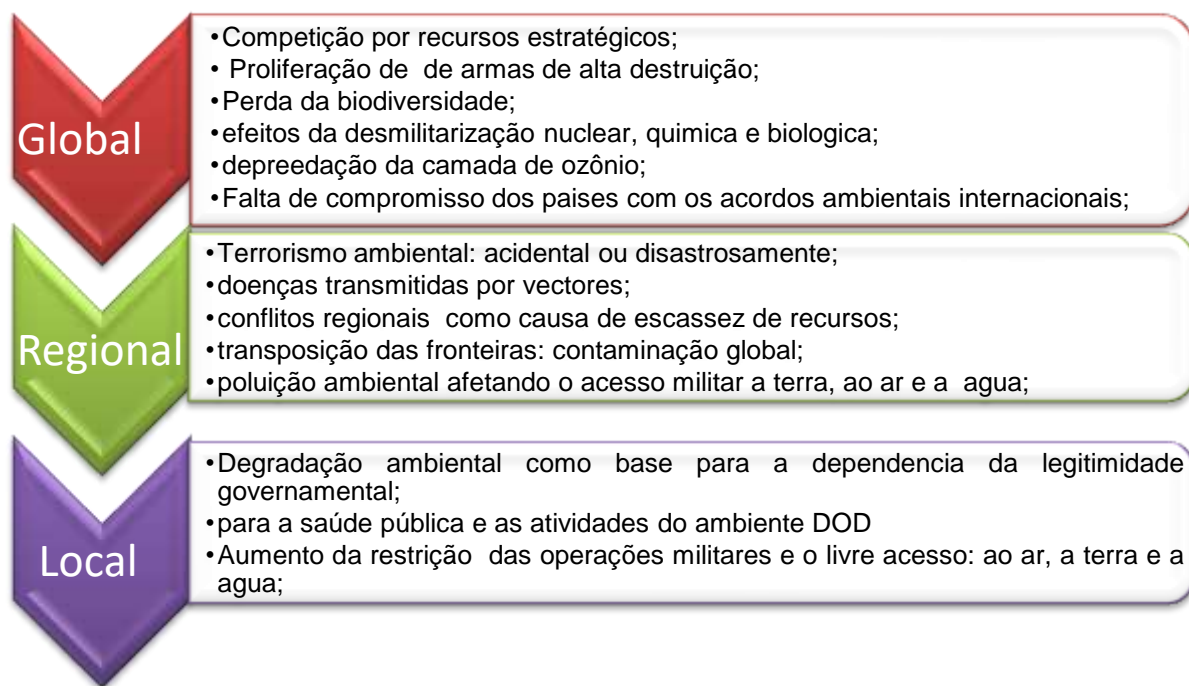 Global
•Competição por recursos estratégicos;
• Proliferação de de armas de alta destruição;
•Perda da biodiversidade;
•efeitos da desmilitarização nuclear, quimica e biologica;
•depreedação da camada de ozônio;
•Falta de compromisso dos paises com os acordos ambientais internacionais;
Regional
•Terrorismo ambiental: acidental ou disastrosamente;
•doenças transmitidas por vectores;
•conflitos regionais como causa de escassez de recursos;
•transposição das fronteiras: contaminação global;
•poluição ambiental afetando o acesso militar a terra, ao ar e a agua;
Local
•Degradação ambiental como base para a dependencia da legitimidade
governamental;
•para a saúde pública e as atividades do ambiente DOD
•Aumento da restrição das operações militares e o livre acesso: ao ar, a terra e a
agua;